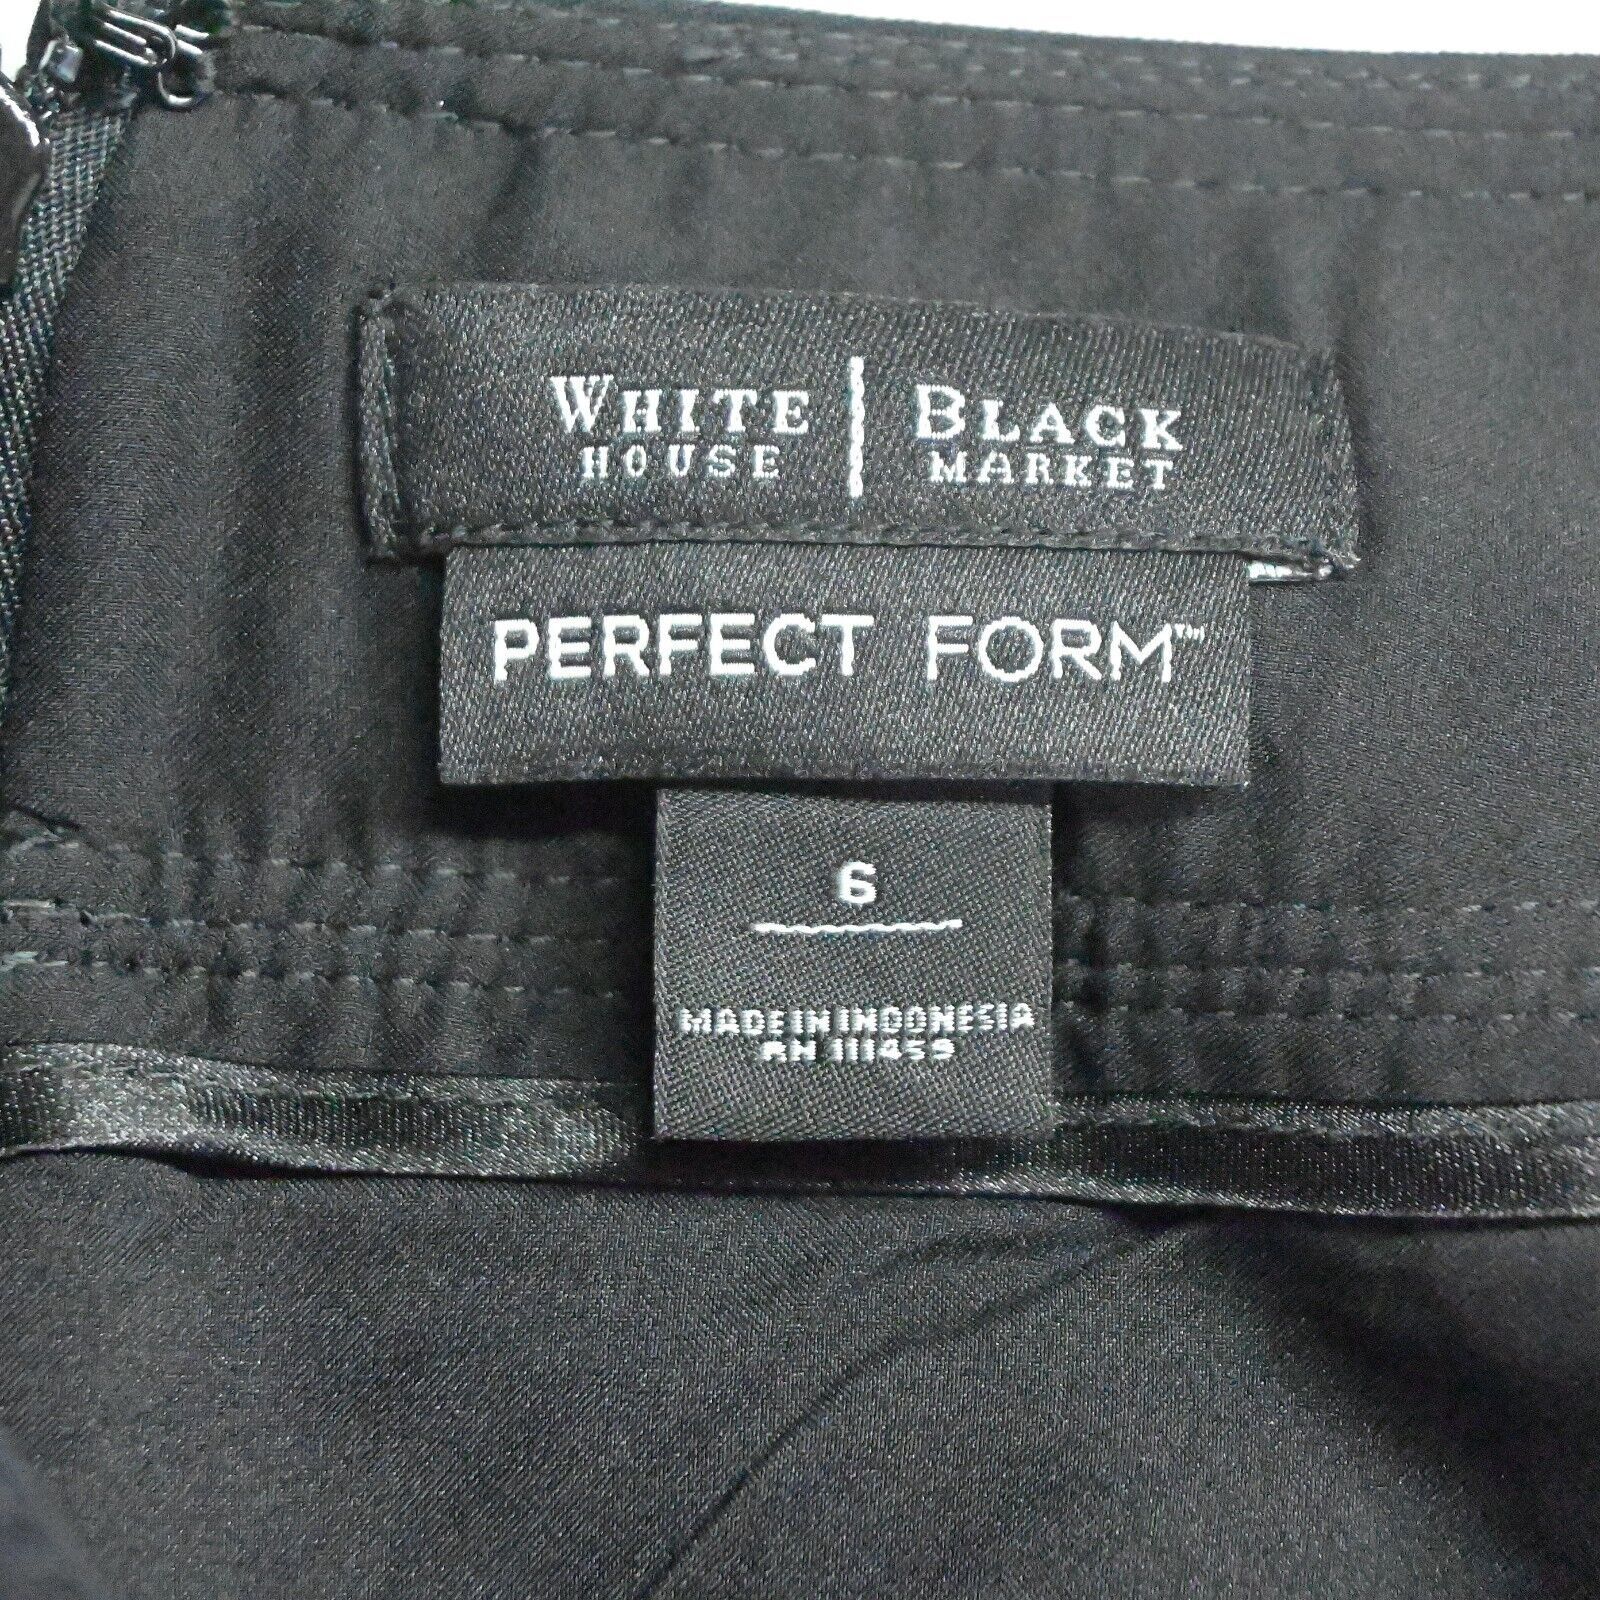 WHITE | BLACK
HOUSE | MARKET
PERFECT FORM™
6
MADE IN INDONESIA
RN 111459